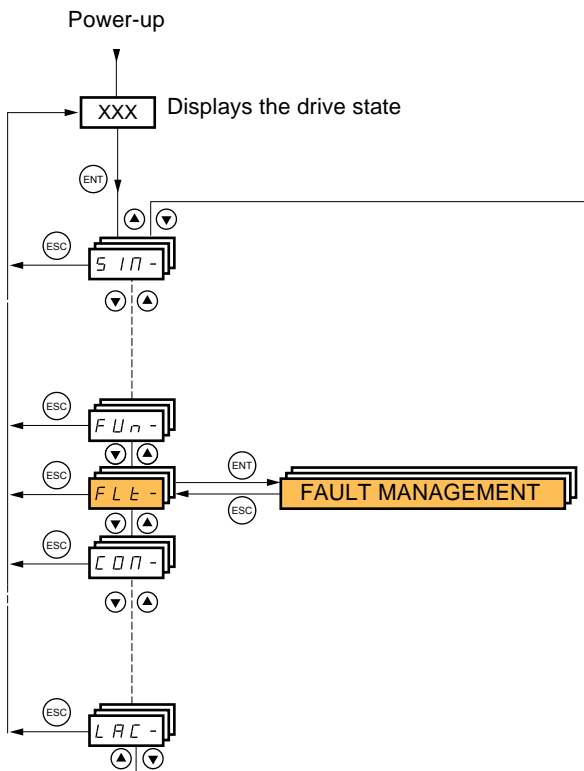 Power-up
XXX Displays the drive state
ENT
ESC
SIM-
ESC
FUn-
ESC
ENT
FLt-
FAULT MANAGEMENT
ESC
ESC
COM-
ESC
LAC-